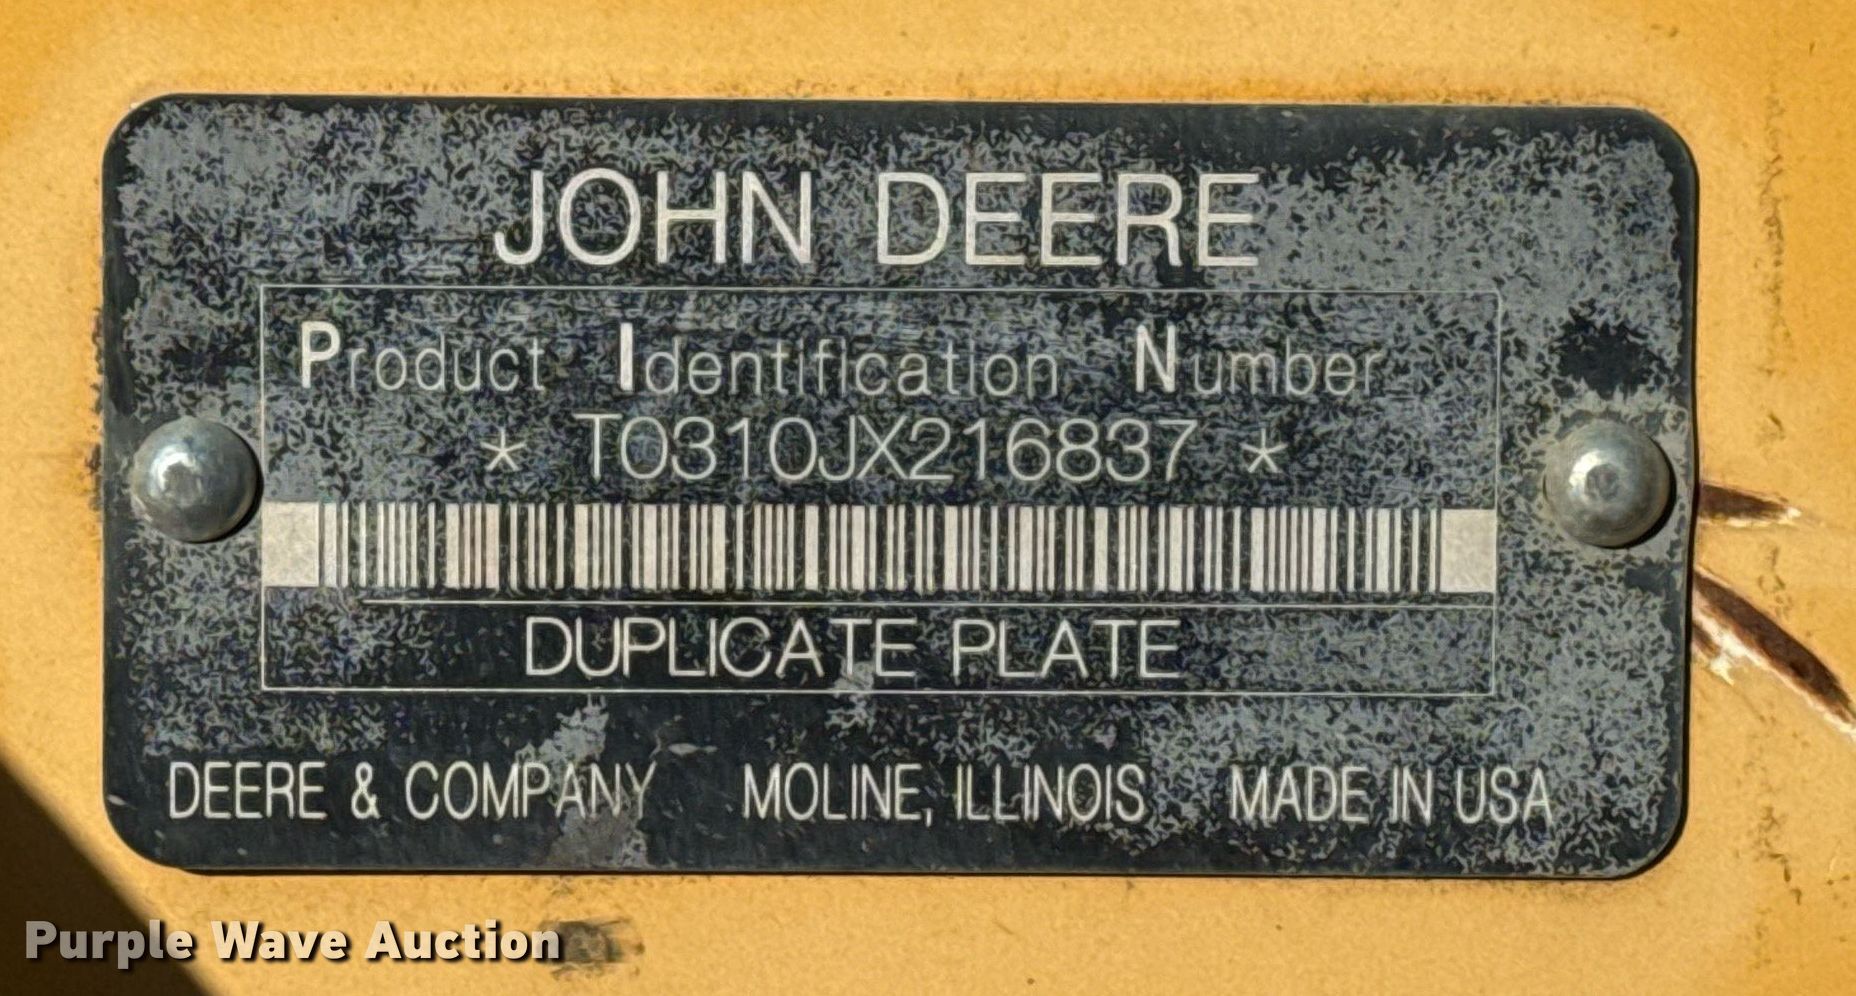 JOHN DEERE
Product Identification Number
* T0310JX216837 *
DUPLICATE PLATE
DEERE & COMPANY MOLINE, ILLINOIS MADE IN USA
Purple Wave Auction